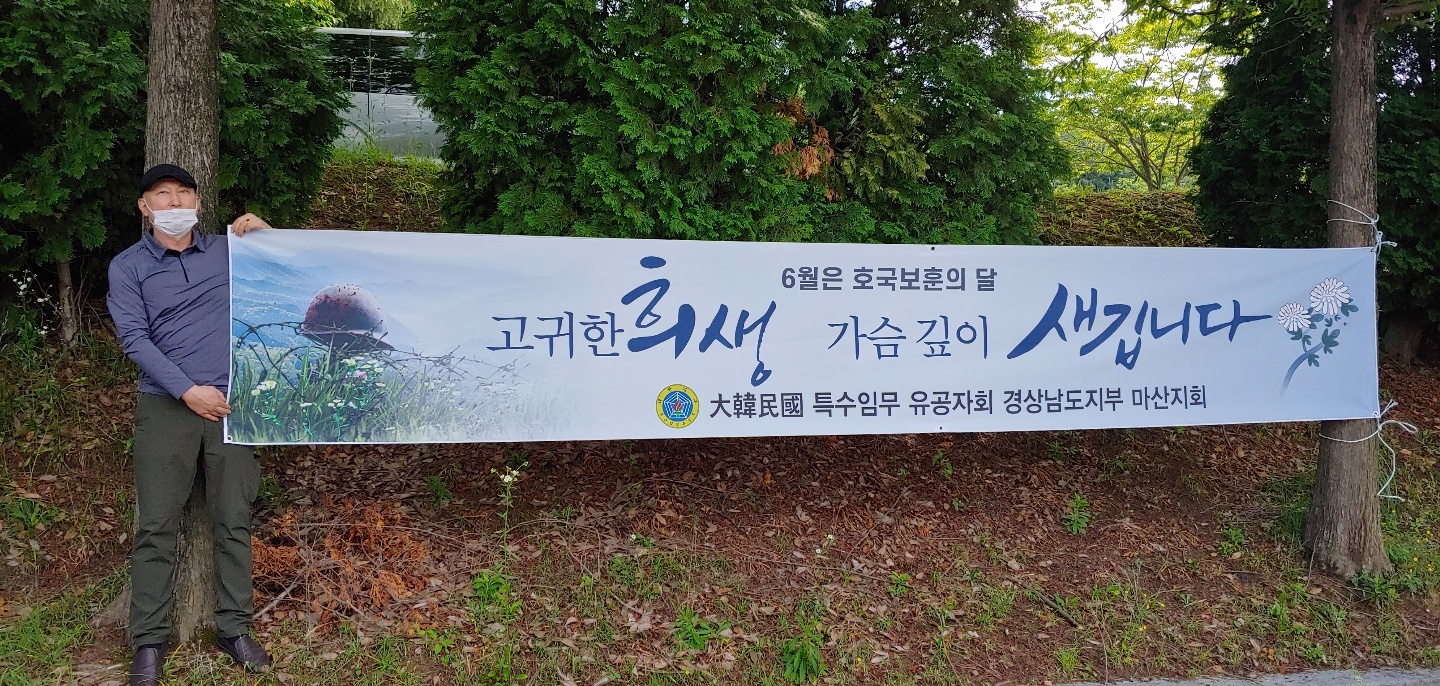 6월은 호국보훈의 달
고귀한 희생 가슴 깊이 새깁니다
大韓民國 특수임무 유공자회 경상남도지부 마산지회